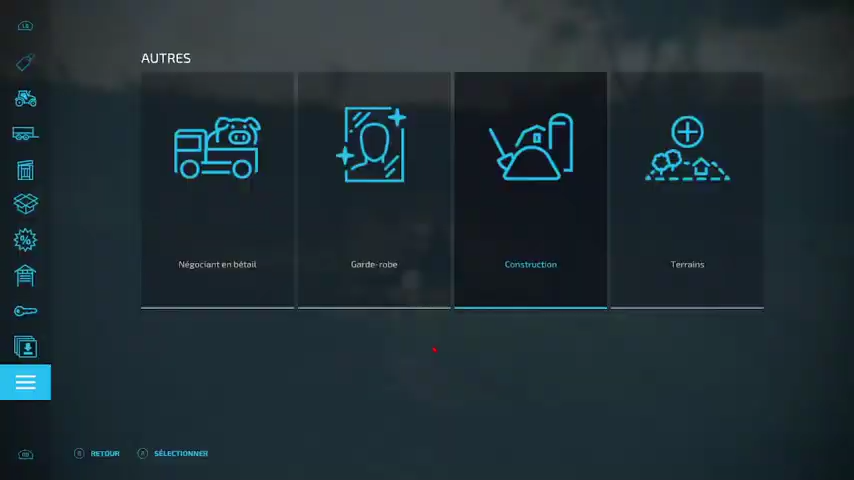 AUTRES
Négociant en bétail
Garde-robe
Construction
Terrains
RETOUR
SÉLECTIONNER